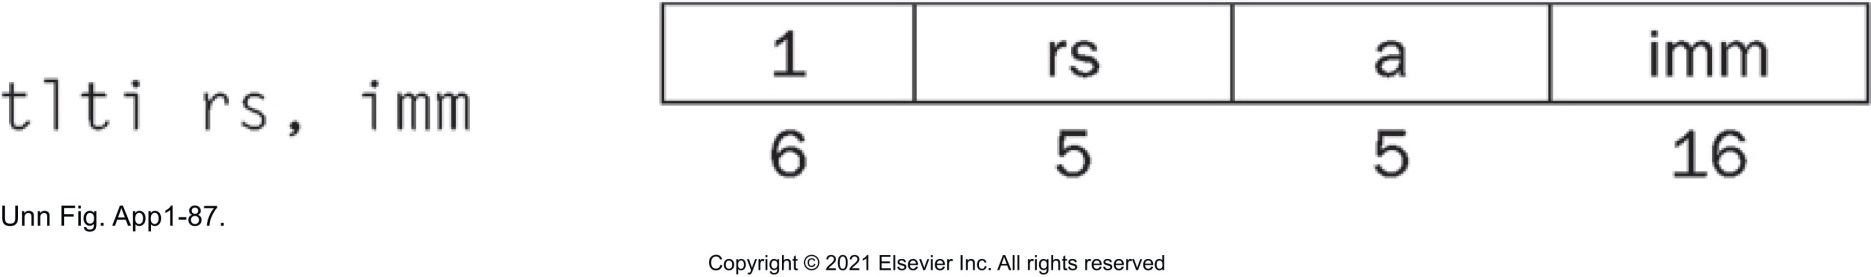 1 rs a imm
tlti rs, imm
6 5 5 16
Unn Fig. App1-87.
Copyright © 2021 Elsevier Inc. All rights reserved